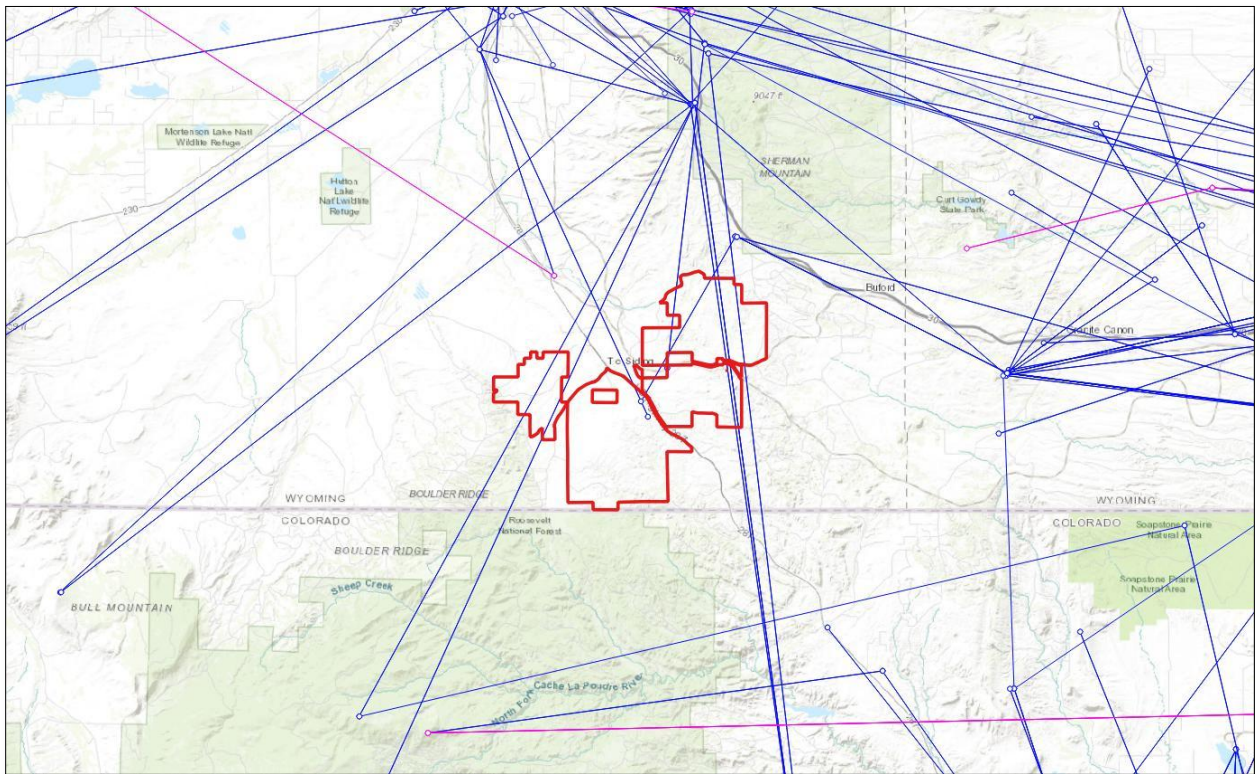 230
30
9047 ft
Mortenson Lake Natl
Wildlife Refuge
SHERMAN
MOUNTAIN
Hutton
Lake
Natl Wildlife
Refuge
Curt Gowdy
State Park
230
Buford
30
Granite Canon
Tie Siding
WYOMING
BOULDER RIDGE
WYOMING
COLORADO
Roosevelt
National Forest
COLORADO
Soapstone Prairie
Natural Area
BOULDER RIDGE
Sheep Creek
Soapstone Prairie
Natural Area
BULL MOUNTAIN
Cache La Poudre River
North Fork